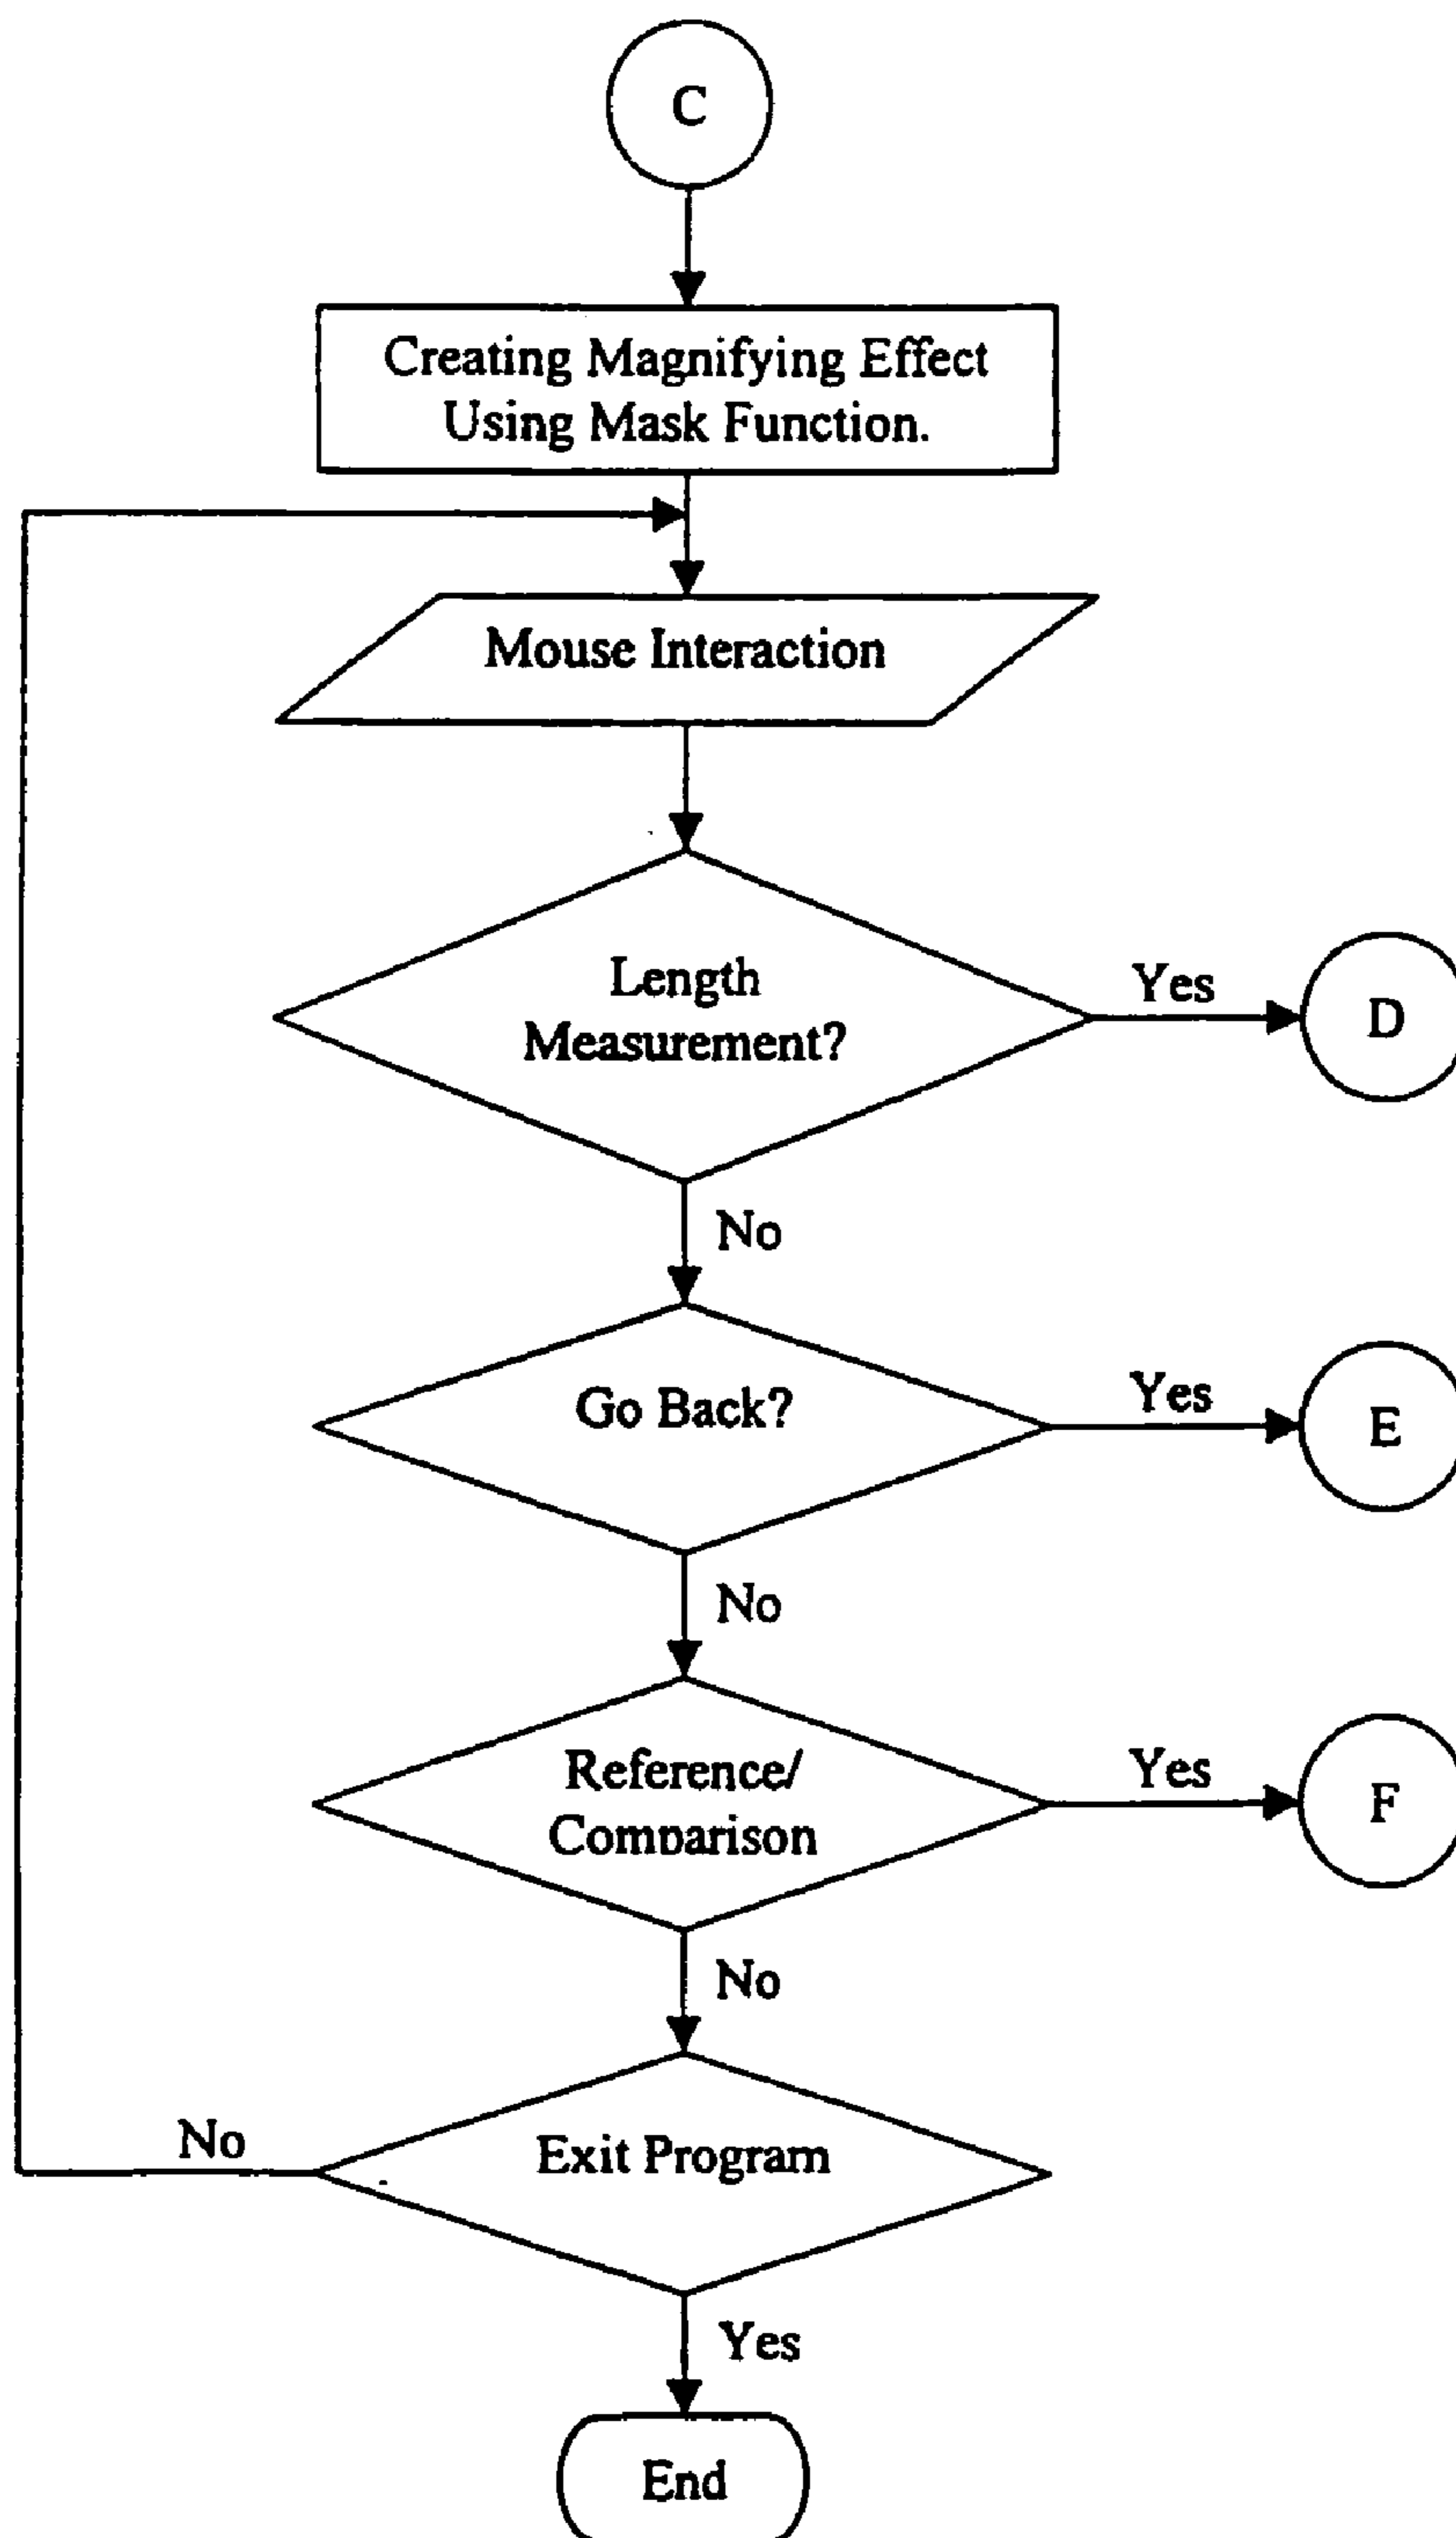 C
Creating Magnifying Effect
Using Mask Function.
Mouse Interaction
Length
Measurement?
Yes
D
No
Go Back?
Yes
E
No
Reference/
Comparison
Yes
F
No
Exit Program
No
Yes
End